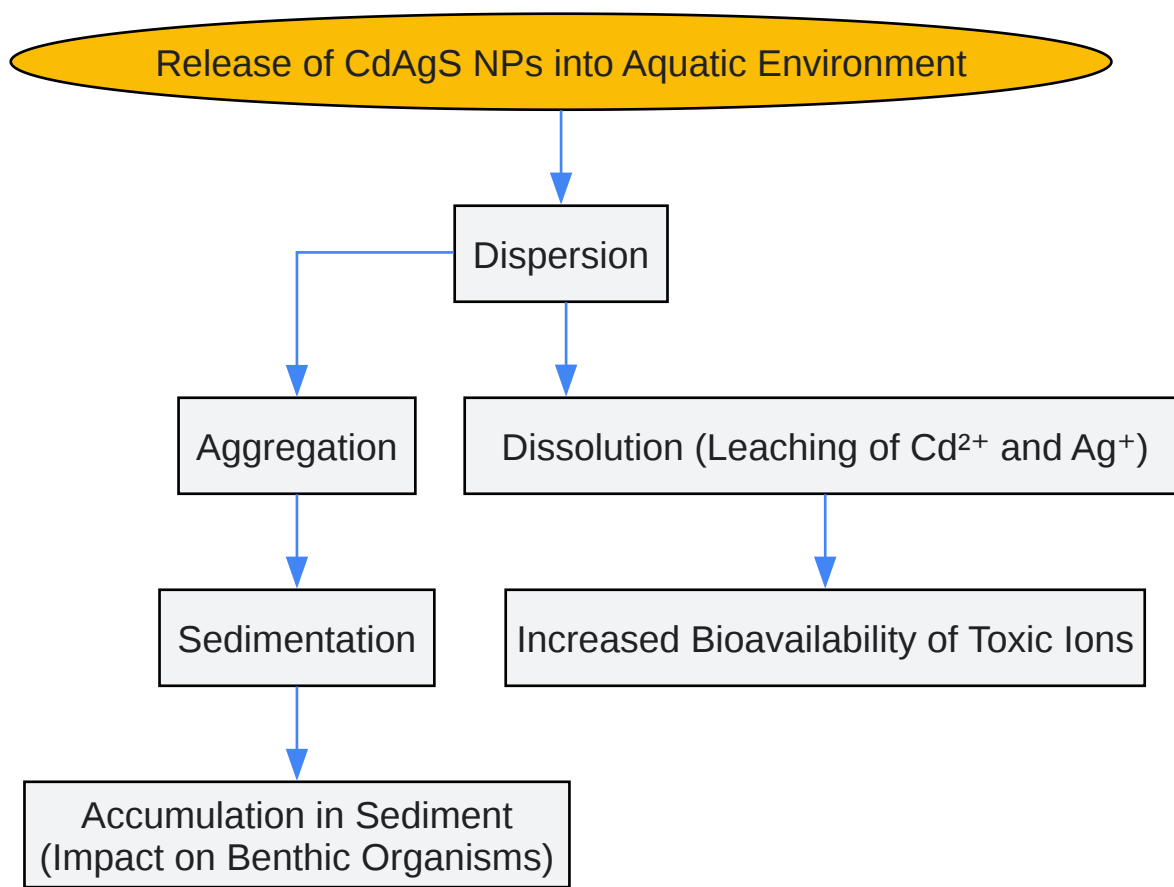 Release of CdAgS NPs into Aquatic Environment
Dispersion
Aggregation
Dissolution (Leaching of Cd²⁺ and Ag⁺)
Sedimentation
Increased Bioavailability of Toxic Ions
Accumulation in Sediment
(Impact on Benthic Organisms)